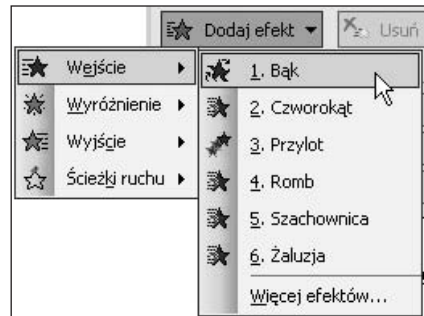 Dodaj efekt
Usuń
Wejście
Wyróżnienie
Wyjście
Ścieżki ruchu
1. Bąk
2. Czworokąt
3. Przylot
4. Romb
5. Szachownica
6. Żaluzja
Więcej efektów...